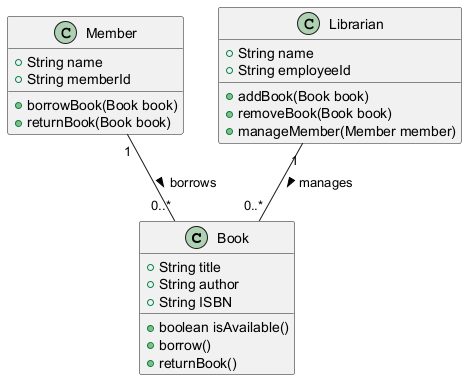 C Member
+ String name
+ String memberId
+ borrowBook(Book book)
+ returnBook(Book book)
C Librarian
String name
String employeeId
addBook(Book book)
removeBook(Book book)
manageMember(Member member)
1
borrows
0..*
1
manages
0..*
C Book
String title
String author
String ISBN
boolean isAvailable()
borrow()
returnBook()